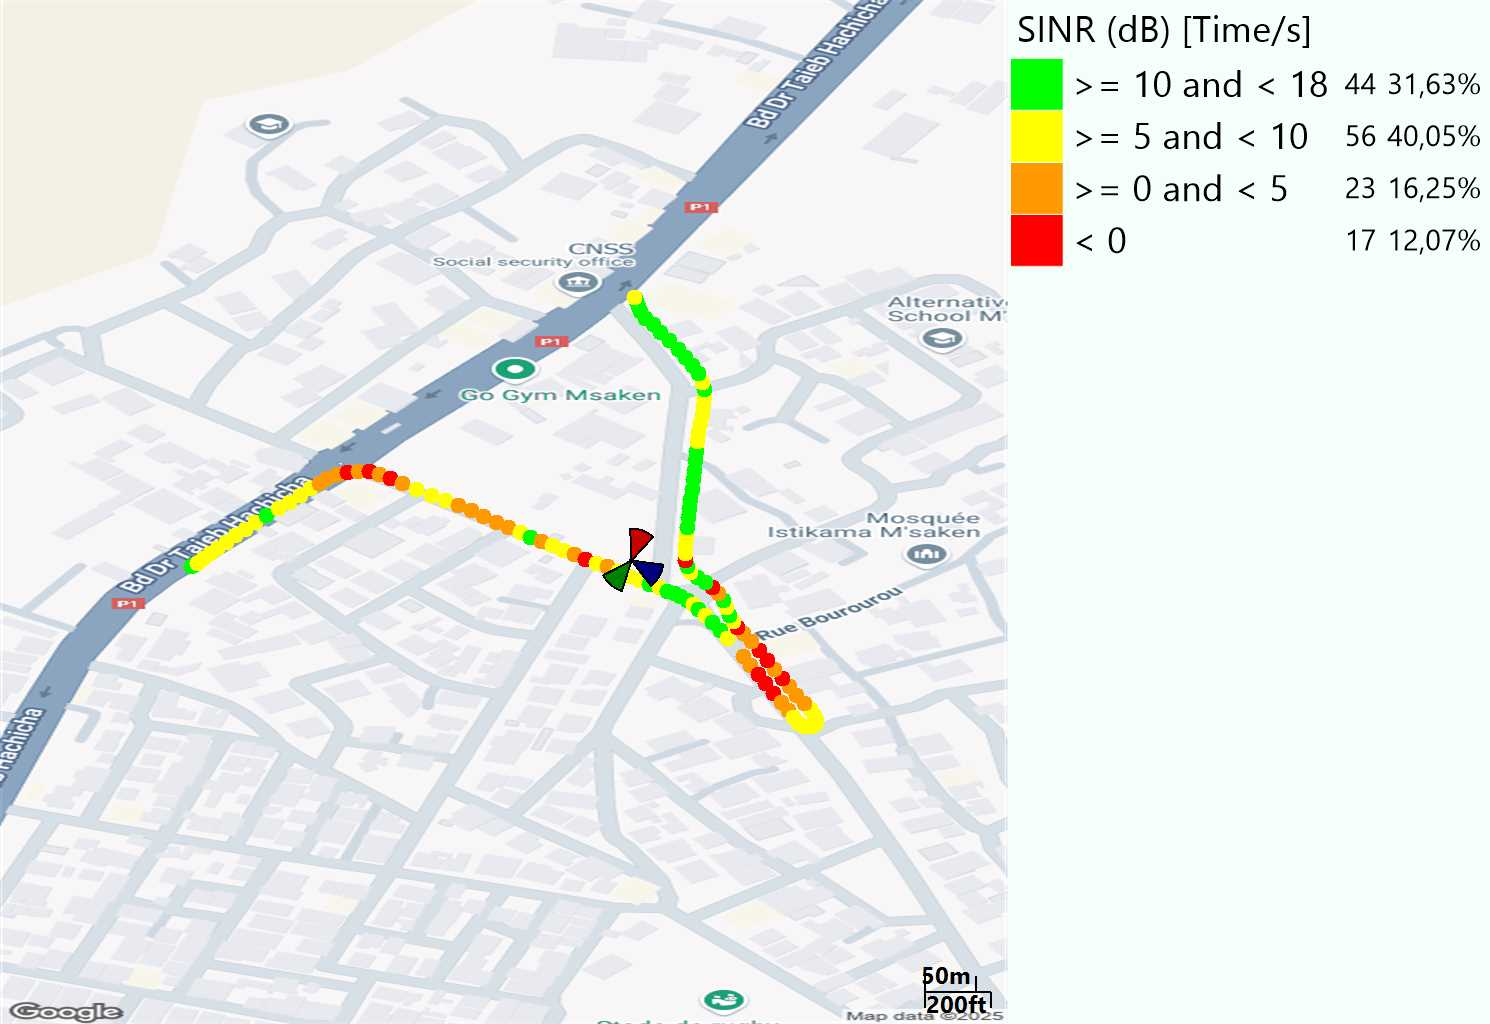 SINR (dB) [Time/s]
>= 10 and < 18 44 31,63%
>= 5 and < 10 56 40,05%
>= 0 and < 5 23 16,25%
< 0 17 12,07%
Bd Dr Taieb Hachicha
P1
CNSS
Social security office
Alternativ
School M'
P1
Go Gym Msaken
Bd Dr Taieb Hachicha
Mosquée
Istikama M'saken
P1
Rue Bourourou
Hachicha
50m
200ft
Google
Map data ©2025